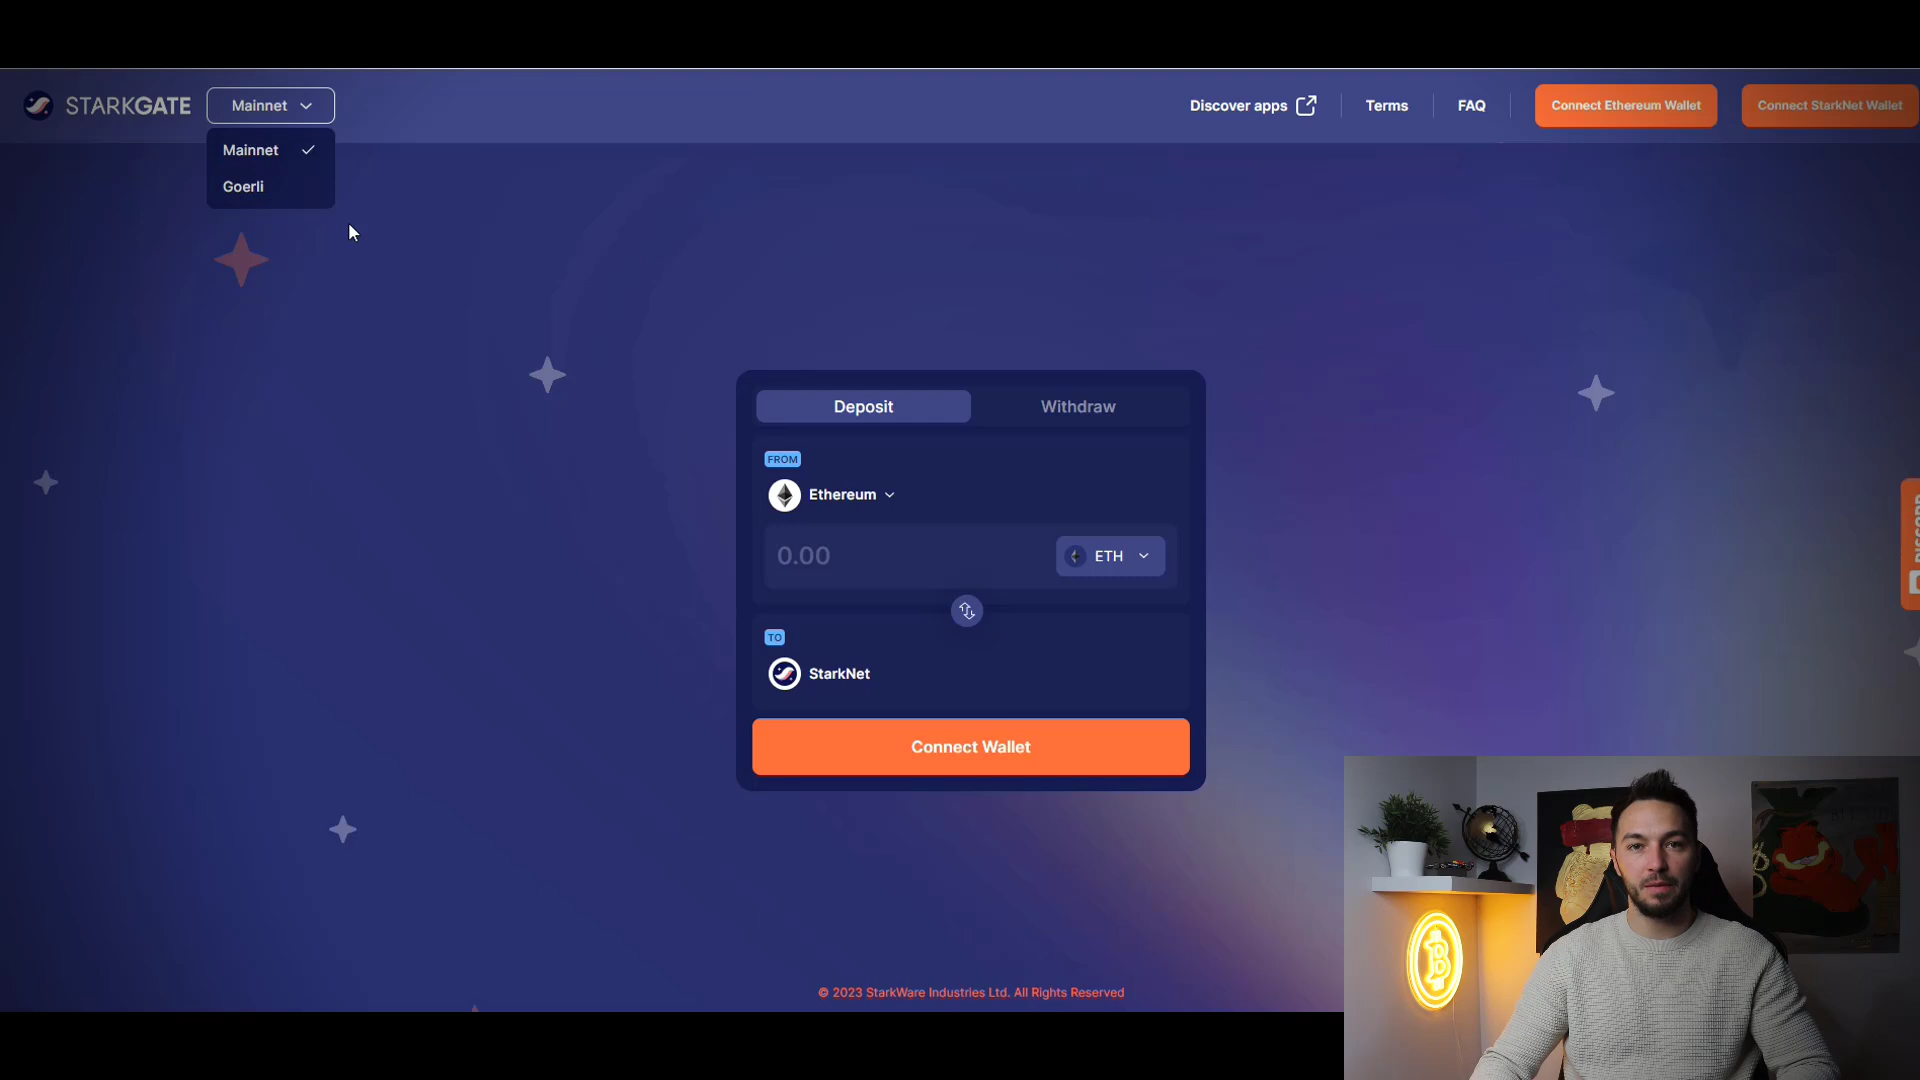 STARKGATE
Mainnet
Discover apps
Terms
FAQ
Connect Ethereum Wallet
Connect StarkNet Wallet
Mainnet
Goerli
Deposit
Withdraw
FROM
Ethereum
0.00
ETH
TO
StarkNet
Connect Wallet
DISCORD
© 2023 StarkWare Industries Ltd. All Rights Reserved